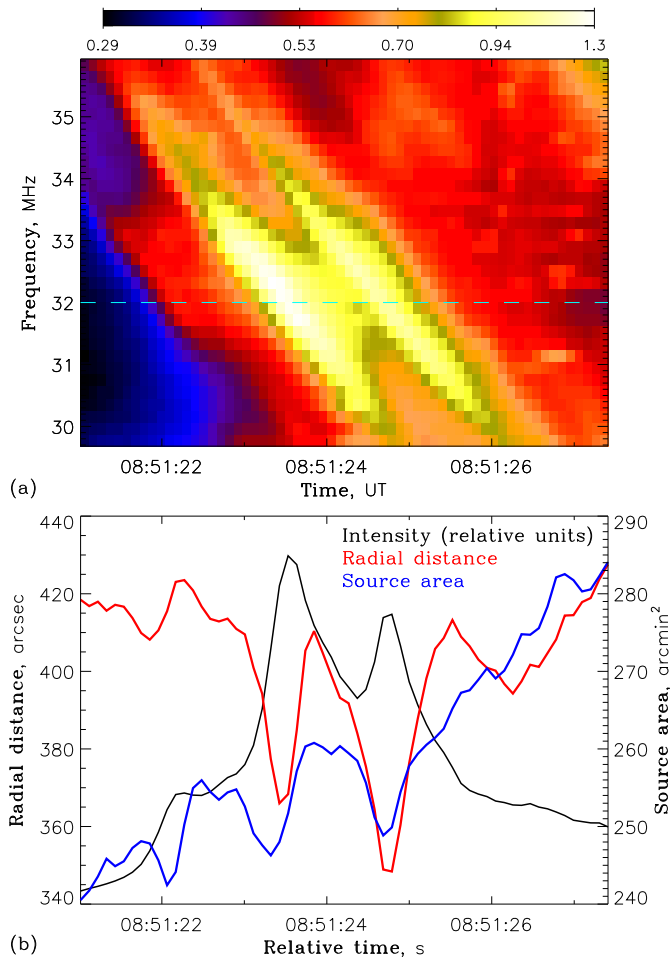 0.29 0.39 0.53 0.70 0.94 1.3
35
34
33
32
31
30
Frequency, MHz
08:51:22 08:51:24 08:51:26
Time, UT
(a)
440 290
420 280
400 270
380 260
360 250
340 240
Intensity (relative units)
Radial distance
Source area
Radial distance, arcsec
Source area, arcmin²
08:51:22 08:51:24 08:51:26
Relative time, s
(b)